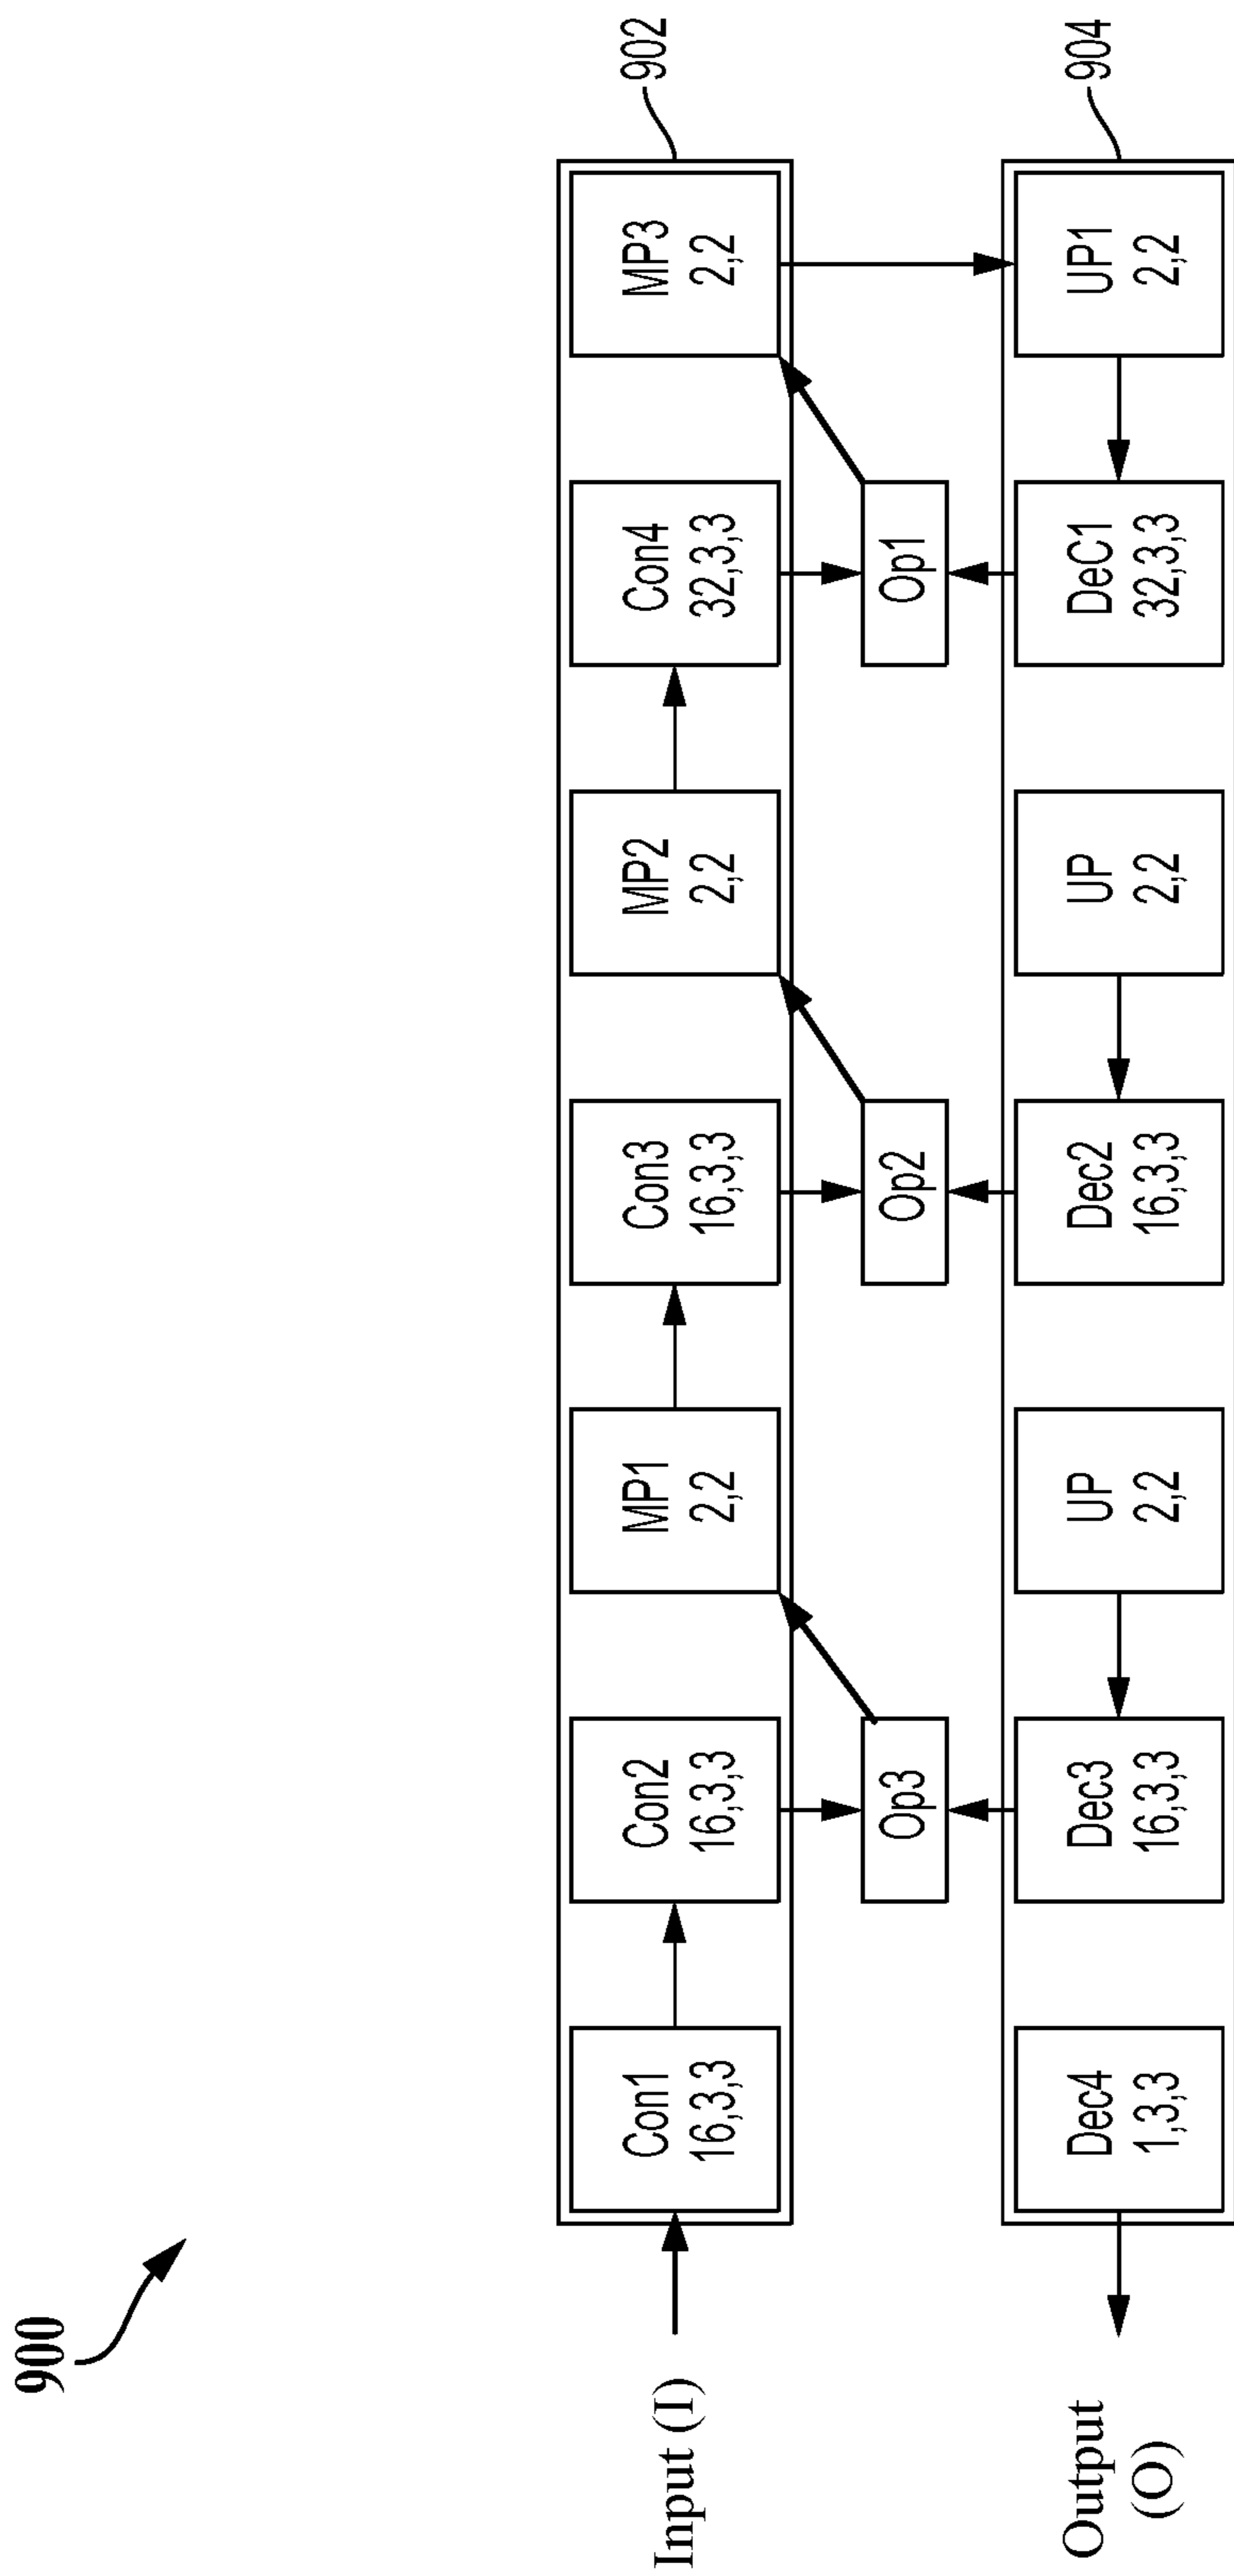 900
902
Input (I)
Con1
16,3,3
Con2
16,3,3
MP1
2,2
Con3
16,3,3
MP2
2,2
Con4
32,3,3
MP3
2,2
Op3
Op2
Op1
904
Output
(O)
Dec4
1,3,3
Dec3
16,3,3
UP
2,2
Dec2
16,3,3
UP
2,2
DeC1
32,3,3
UP1
2,2